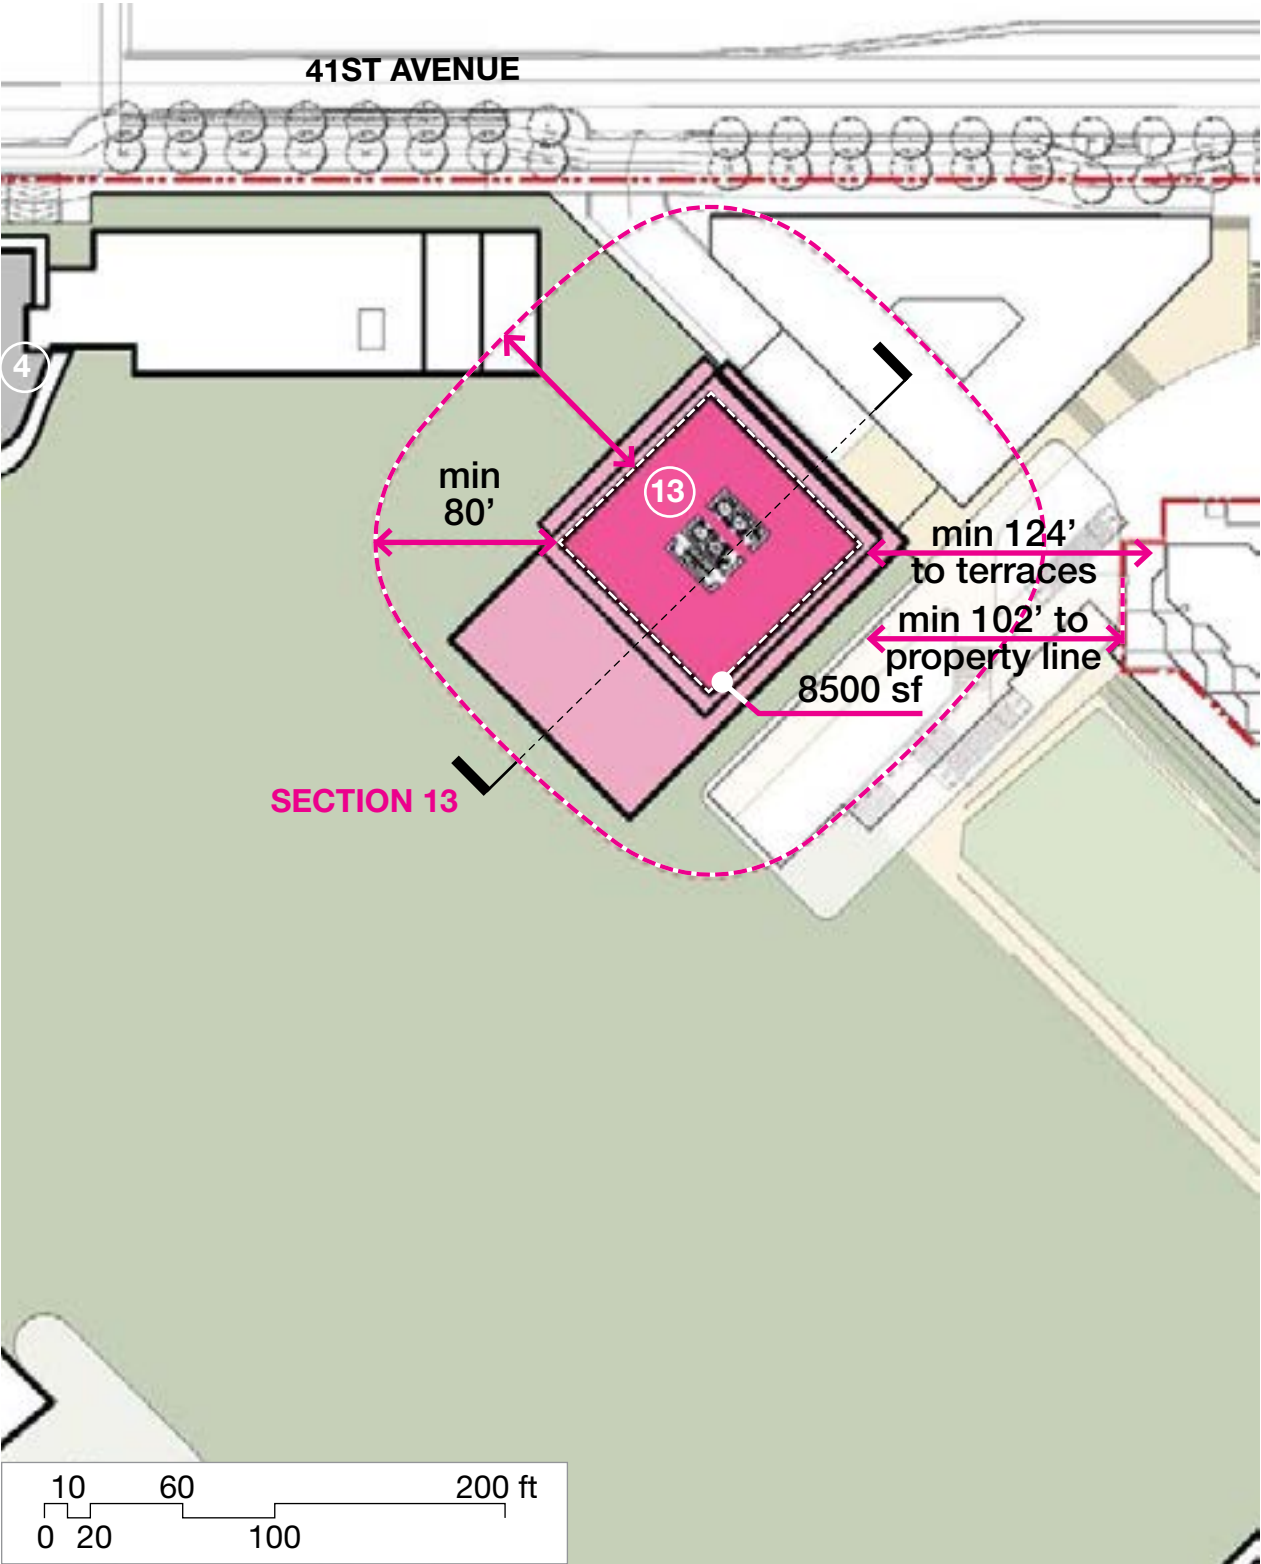 41ST AVENUE
4
13
min
80’
min 124’
to terraces
min 102’ to
property line
8500 sf
SECTION 13
10 60 200 ft
0 20 100